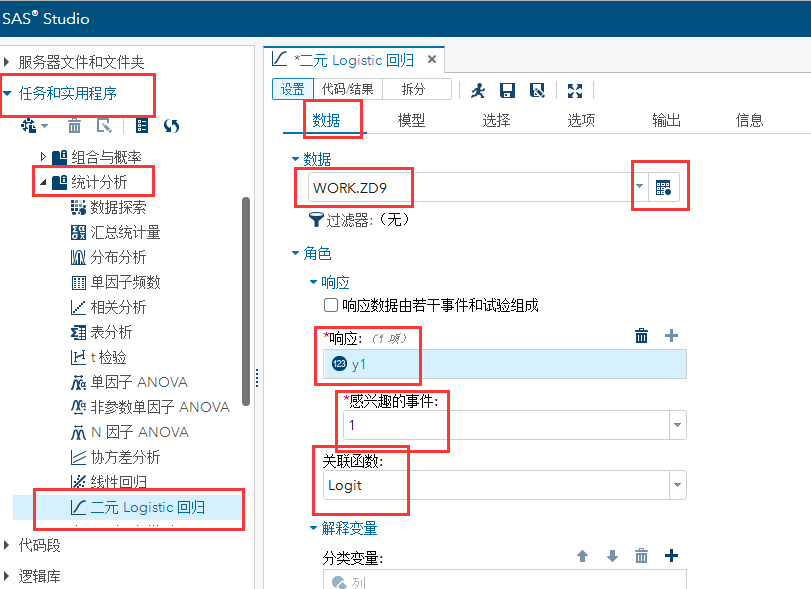 SAS® Studio
服务器文件和文件夹
任务和实用程序
组合与概率
统计分析
数据探索
汇总统计量
分布分析
单因子频数
相关分析
表分析
t 检验
单因子 ANOVA
非参数单因子 ANOVA
N 因子 ANOVA
协方差分析
线性回归
二元 Logistic 回归
代码段
逻辑库
*二元 Logistic 回归 ×
设置 代码/结果 拆分
数据 模型 选择 选项 输出 信息
数据
WORK.ZD9
过滤器:（无）
角色
响应
响应数据由若干事件和试验组成
*响应: （1 项）
123 y1
*感兴趣的事件:
1
关联函数:
Logit
解释变量
分类变量:
列